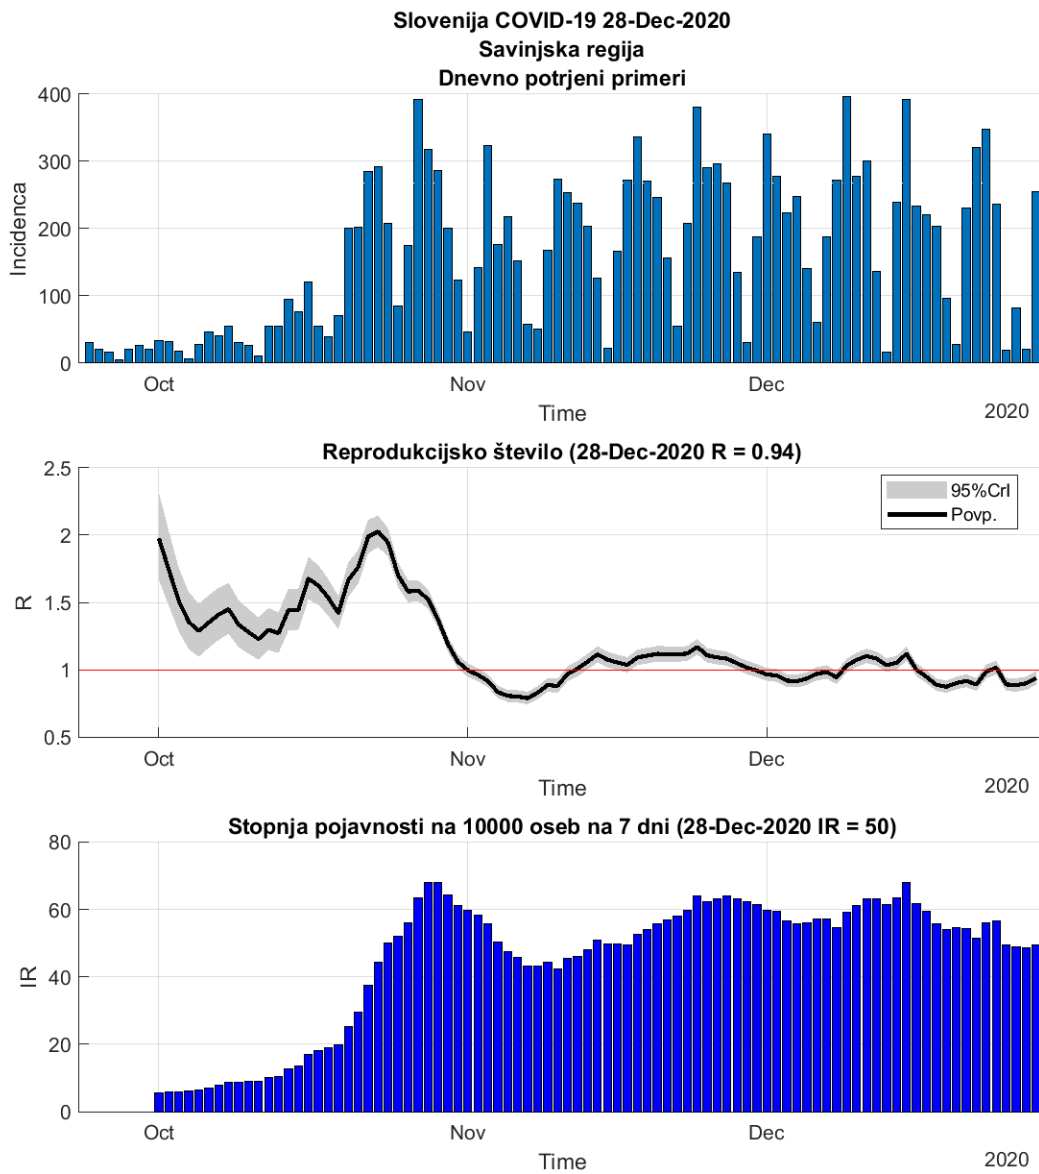 Slovenija COVID-19 28-Dec-2020
Savinjska regija
Dnevno potrjeni primeri
400
300
200
100
0
Incidenca
Oct
Nov
Dec
Time
2020
Reprodukcijsko število (28-Dec-2020 R = 0.94)
2.5
2
1.5
1
0.5
R
95%CrI
Povp.
Oct
Nov
Dec
Time
2020
Stopnja pojavnosti na 10000 oseb na 7 dni (28-Dec-2020 IR = 50)
80
60
40
20
0
IR
Oct
Nov
Dec
Time
2020